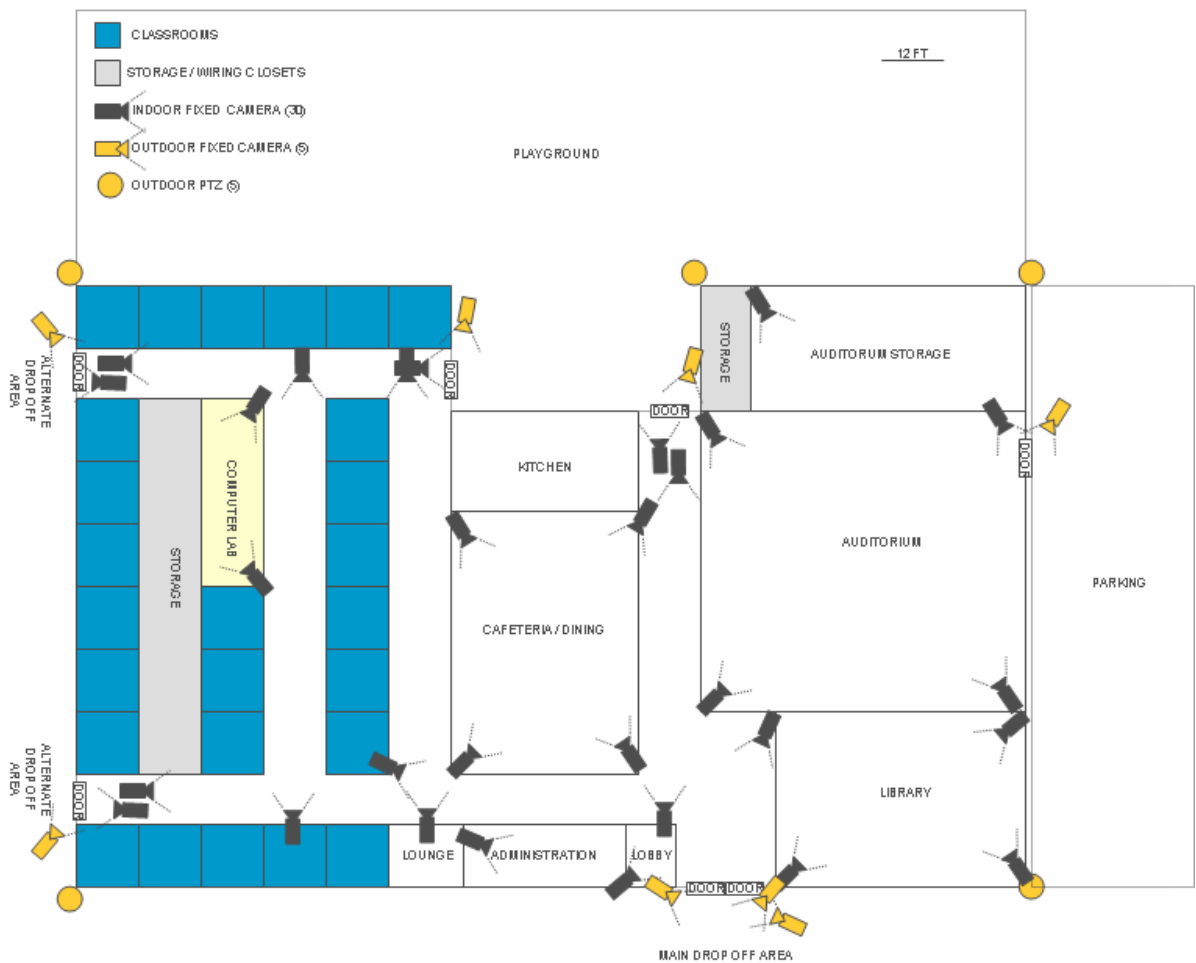 CLASSROOMS
STORAGE / WIRING CLOSETS
INDOOR FIXED CAMERA (30)
OUTDOOR FIXED CAMERA (5)
OUTDOOR PTZ (5)
12 FT
PLAYGROUND
ALTERNATE
DROP OFF
AREA
DOOR
DOOR
STORAGE
AUDITORIUM STORAGE
DOOR
DOOR
KITCHEN
COMPUTER LAB
STORAGE
AUDITORIUM
PARKING
CAFETERIA / DINING
ALTERNATE
DROP OFF
AREA
DOOR
LIBRARY
LOUNGE
ADMINISTRATION
LOBBY
DOOR
DOOR
MAIN DROP OFF AREA